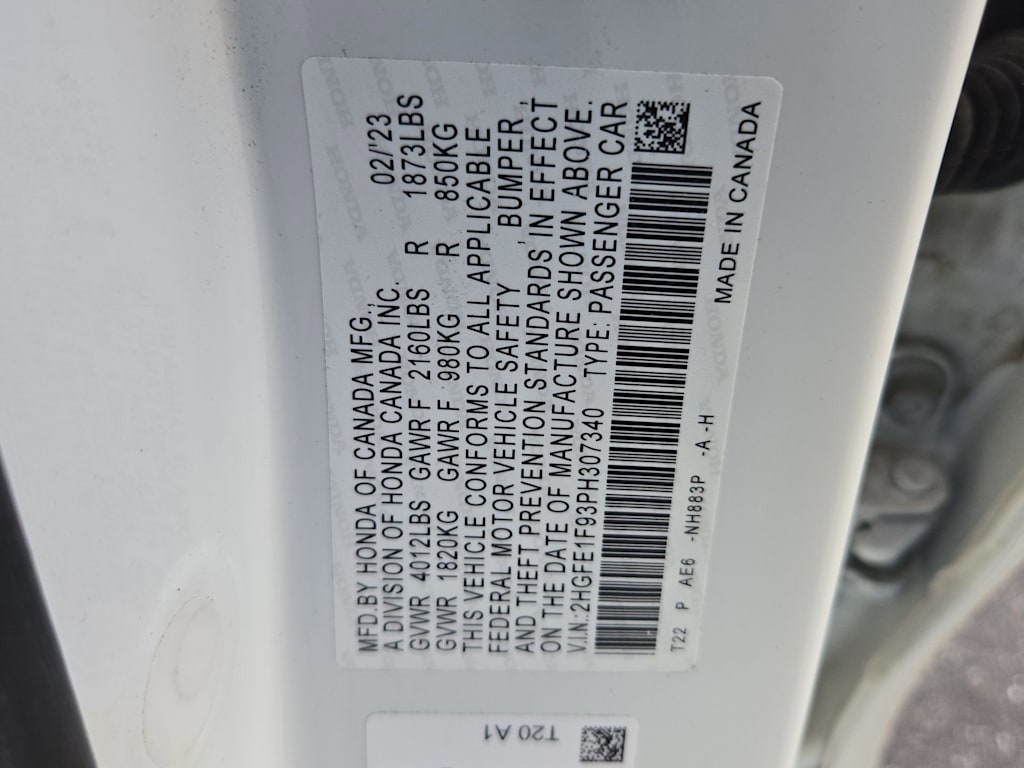 MFD.BY HONDA OF CANADA MFG., 02/'23
A DIVISION OF HONDA CANADA INC.
GVWR 4012LBS GAWR F 2160LBS R 1873LBS
GVWR 1820KG GAWR F 980KG R 850KG
THIS VEHICLE CONFORMS TO ALL APPLICABLE
FEDERAL MOTOR VEHICLE SAFETY, BUMPER,
AND THEFT PREVENTION STANDARDS IN EFFECT
ON THE DATE OF MANUFACTURE SHOWN ABOVE.
V.I.N:2HGFE1F93PH307340 TYPE: PASSENGER CAR
T22 P AE6 -NH883P -A -H
MADE IN CANADA
T20 A1